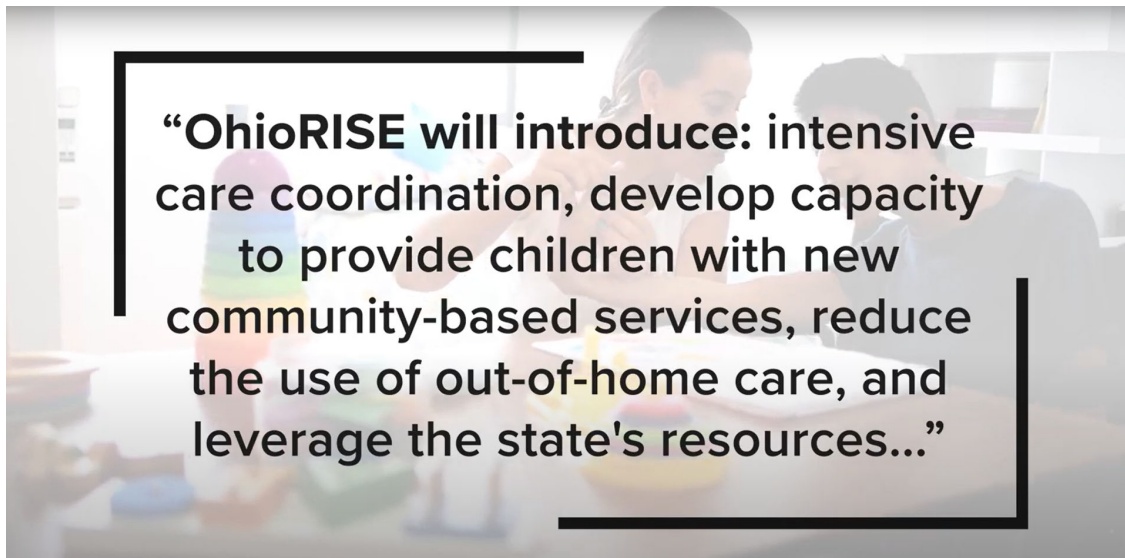 “OhioRISE will introduce: intensive
care coordination, develop capacity
to provide children with new
community-based services, reduce
the use of out-of-home care, and
leverage the state's resources...”